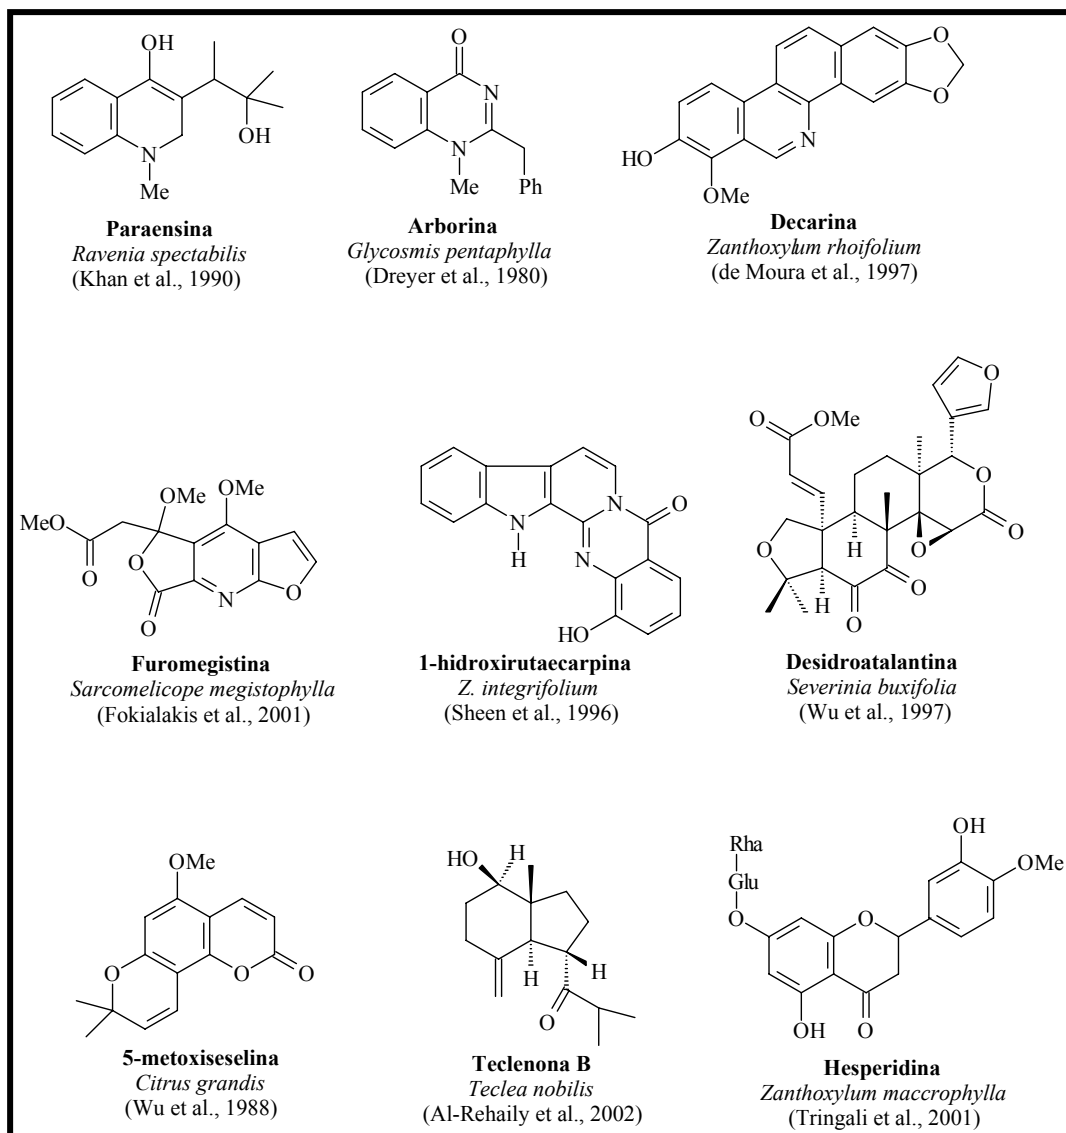 OH
OH
N
Me
Paraensina
Ravenia spectabilis
(Khan et al., 1990)
O
N
N
Me
Ph
Arborina
Glycosmis pentaphylla
(Dreyer et al., 1980)
O
O
N
HO
OMe
Decarina
Zanthoxylum rhoifolium
(de Moura et al., 1997)
OMe
OMe
MeO
O
O
O
N
O
Furomegistina
Sarcomelicope megistophylla
(Fokialakis et al., 2001)
N
O
N
H
N
HO
1-hidroxirutaecarpina
Z. integrifolium
(Sheen et al., 1996)
O
O
OMe
O
O
O
H
O
H
O
O
Desidroatalantina
Severinia buxifolia
(Wu et al., 1997)
OMe
O
O
O
5-metoxiseselina
Citrus grandis
(Wu et al., 1988)
HO
H
H
H
O
Teclenona B
Teclea nobilis
(Al-Rehaily et al., 2002)
Rha
Glu
O
OH
OMe
O
OH
O
Hesperidina
Zanthoxylum maccrophylla
(Tringali et al., 2001)